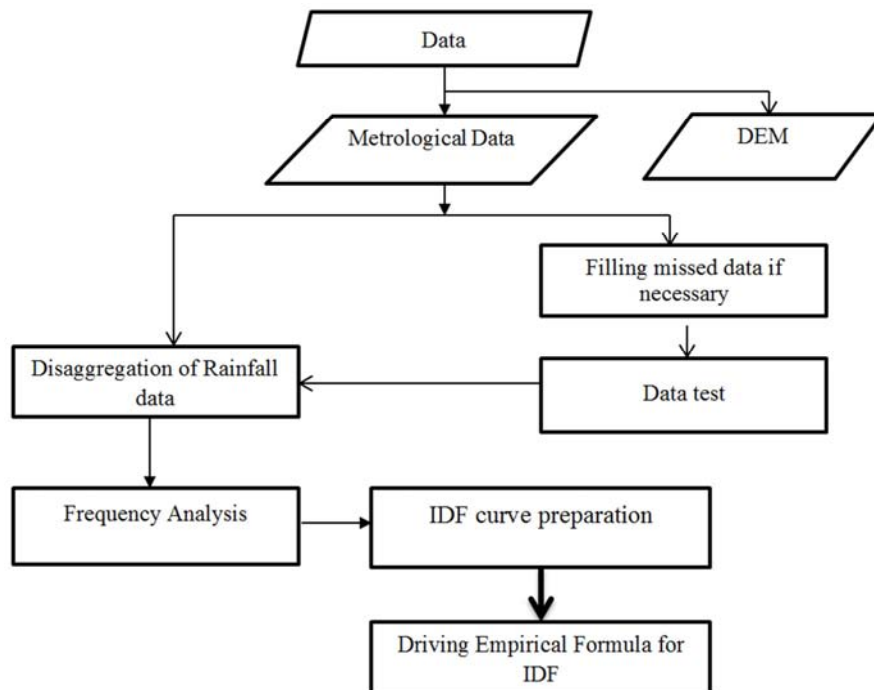 Data
Metrological Data
DEM
Filling missed data if
necessary
Disaggregation of Rainfall
data
Data test
Frequency Analysis
IDF curve preparation
Driving Empirical Formula for
IDF